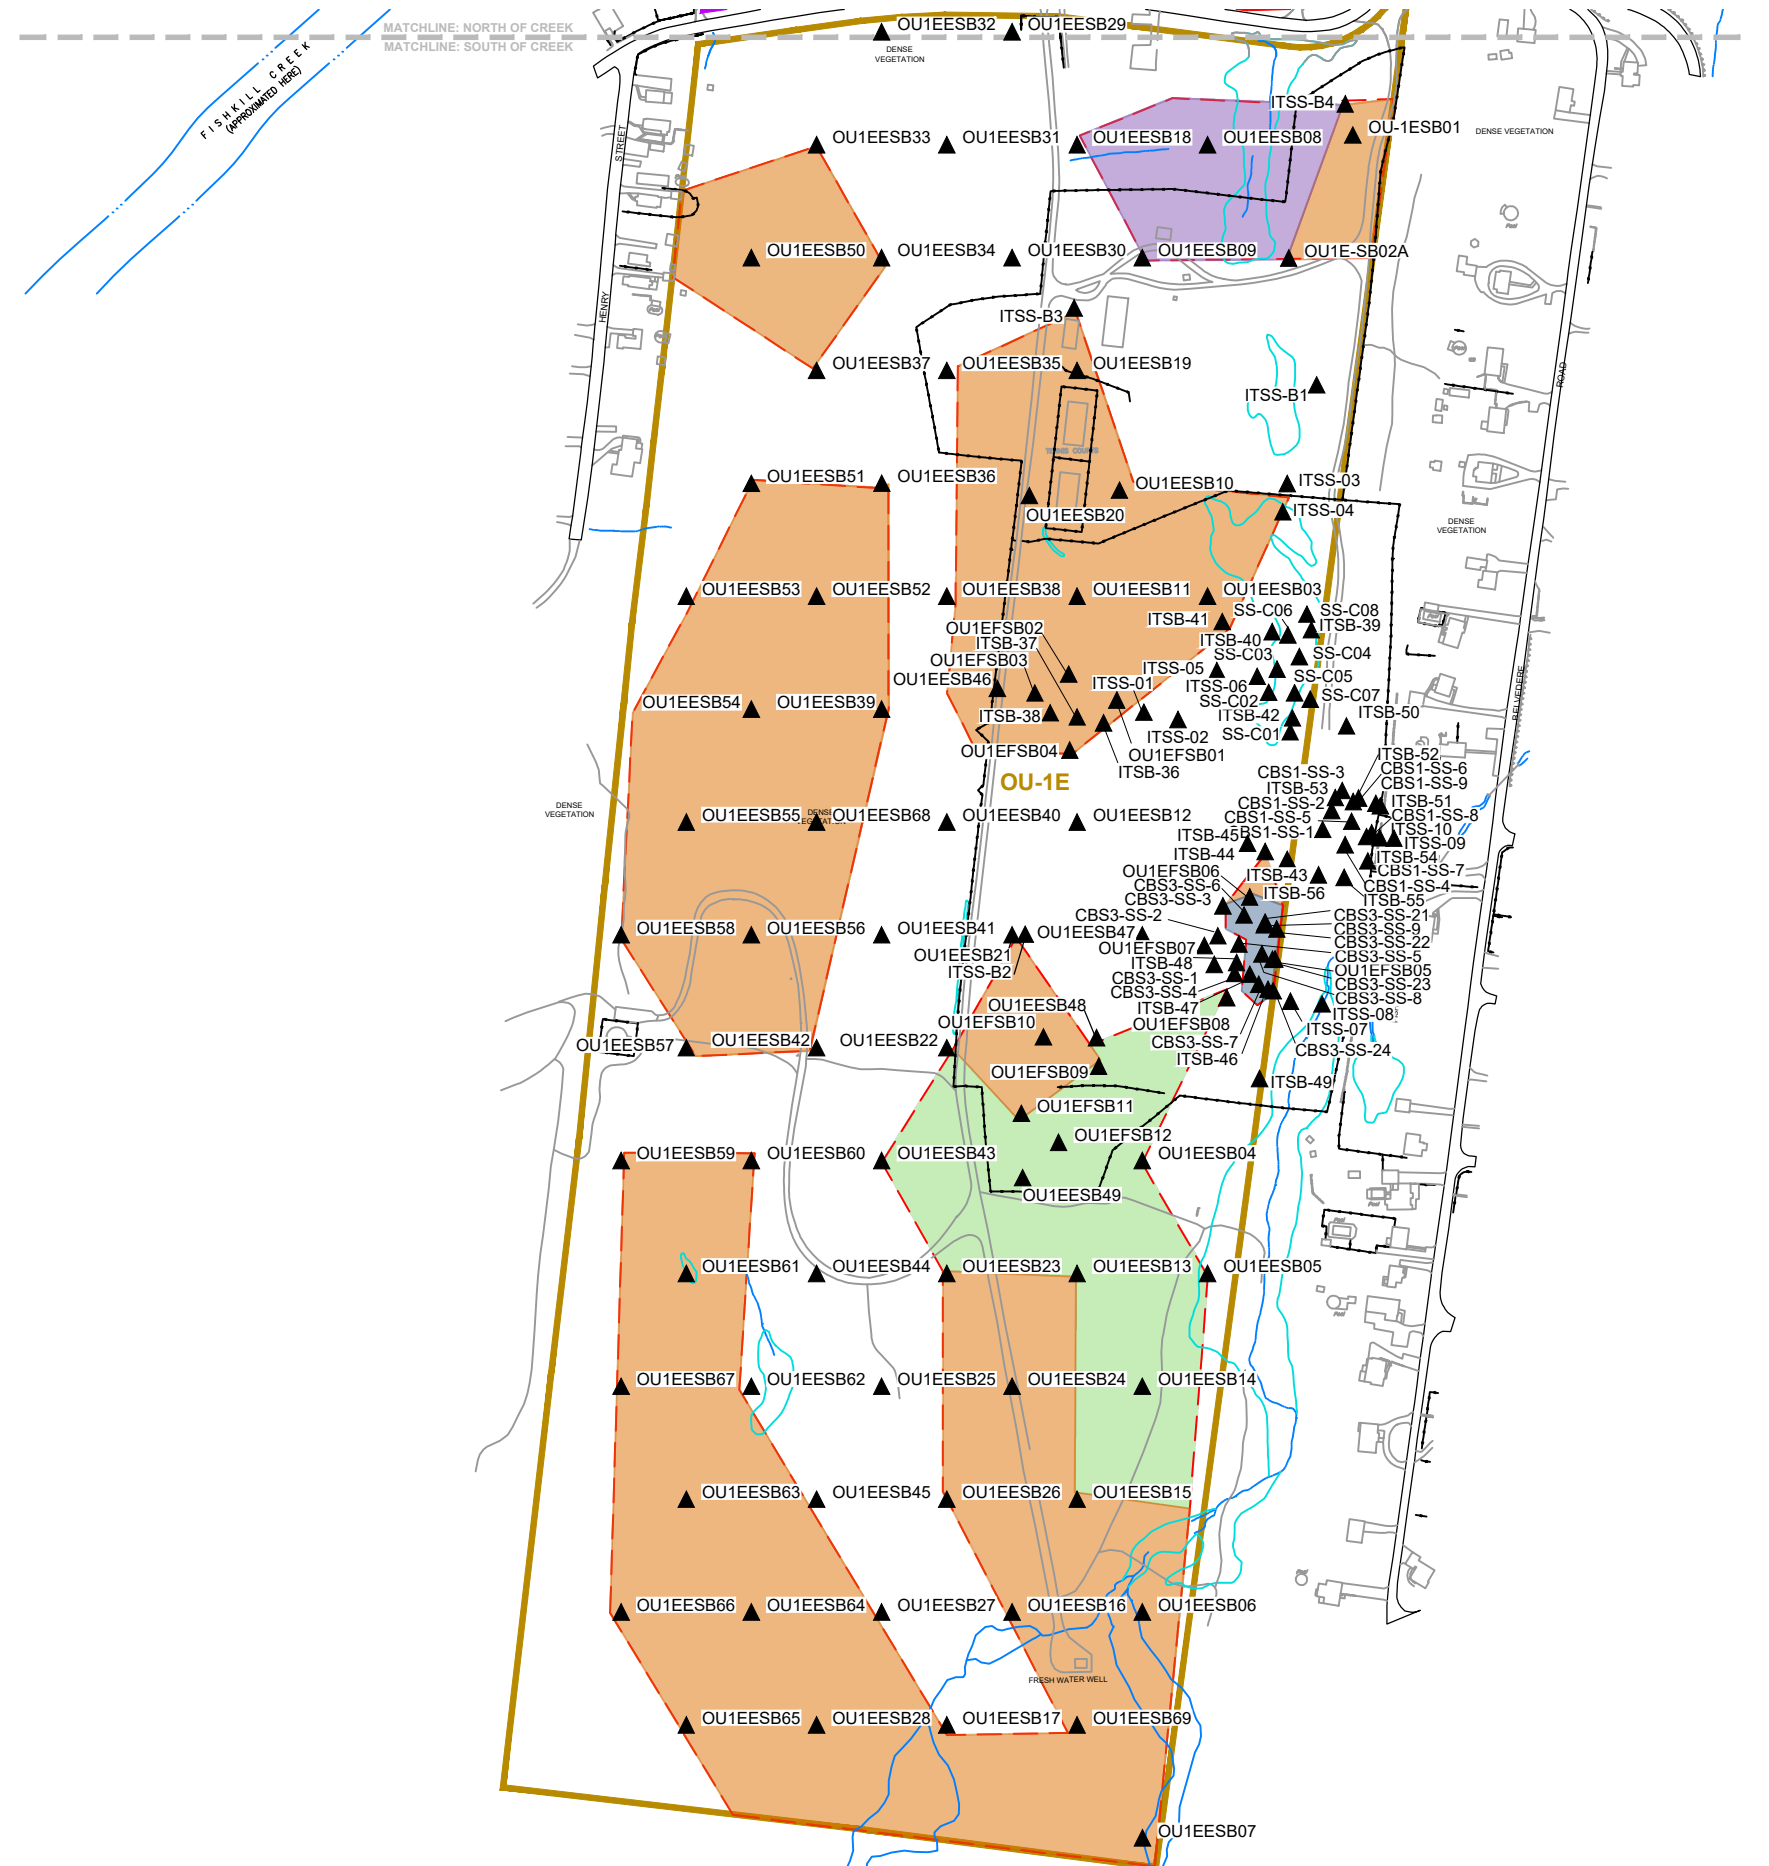 MATCHLINE: NORTH OF CREEK
MATCHLINE: SOUTH OF CREEK
FISHKILL CREEK
(APPROXIMATED HERE)
OU1EESB32
OU1EESB29
DENSE
VEGETATION
STREET
HENRY
ITSS-B4
OU-1ESB01
DENSE VEGETATION
OU1EESB33
OU1EESB31
OU1EESB18
OU1EESB08
OU1EESB50
OU1EESB34
OU1EESB30
OU1EESB09
OU1E-SB02A
ITSS-B3
OU1EESB37
OU1EESB35
OU1EESB19
ITSS-B1
ROAD
TENNIS COURTS
OU1EESB51
OU1EESB36
OU1EESB10
ITSS-03
OU1EESB20
ITSS-04
DENSE
VEGETATION
OU1EESB53
OU1EESB52
OU1EESB38
OU1EESB11
OU1EESB03
SS-C06
SS-C08
ITSB-41
ITSB-39
OU1EFSB02
ITSB-40
ITSB-37
SS-C03
SS-C04
OU1EFSB03
ITSS-05
SS-C05
OU1EESB46
ITSS-01
ITSS-06
SS-C02
SS-C07
OU1EESB54
OU1EESB39
ITSB-38
ITSB-42
ITSB-50
ITSS-02
SS-C01
OU1EFSB04
OU1EFSB01
ITSB-36
BELVEDERE
OU-1E
ITSB-52
CBS1-SS-3
CBS1-SS-6
ITSB-53
CBS1-SS-9
CBS1-SS-2
ITSB-51
CBS1-SS-5
CBS1-SS-8
DENSE
VEGETATION
DENSE
OU1EESB55
OU1EESB68
OU1EESB40
OU1EESB12
ITSB-45
BS1-SS-1
ITSS-10
ITSS-09
ITSB-44
ITSB-54
OU1EFSB06
ITSB-43
CBS1-SS-7
CBS3-SS-6
ITSB-56
CBS1-SS-4
CBS3-SS-3
ITSB-55
CBS3-SS-2
CBS3-SS-21
OU1EESB58
OU1EESB56
OU1EESB41
OU1EESB47
CBS3-SS-9
OU1EFSB07
CBS3-SS-22
OU1EESB21
CBS3-SS-5
ITSS-B2
ITSB-48
OU1EFSB05
CBS3-SS-1
CBS3-SS-23
CBS3-SS-4
CBS3-SS-8
OU1EESB48
ITSB-47
ITSS-08
OU1EFSB10
OU1EFSB08
ITSS-07
OU1EESB57
OU1EESB42
OU1EESB22
CBS3-SS-7
CBS3-SS-24
ITSB-46
OU1EFSB09
ITSB-49
OU1EFSB11
OU1EFSB12
OU1EESB59
OU1EESB60
OU1EESB43
OU1EESB04
OU1EESB49
OU1EESB61
OU1EESB44
OU1EESB23
OU1EESB13
OU1EESB05
OU1EESB67
OU1EESB62
OU1EESB25
OU1EESB24
OU1EESB14
OU1EESB63
OU1EESB45
OU1EESB26
OU1EESB15
OU1EESB66
OU1EESB64
OU1EESB27
OU1EESB16
OU1EESB06
FRESH WATER WELL
OU1EESB65
OU1EESB28
OU1EESB17
OU1EESB69
OU1EESB07